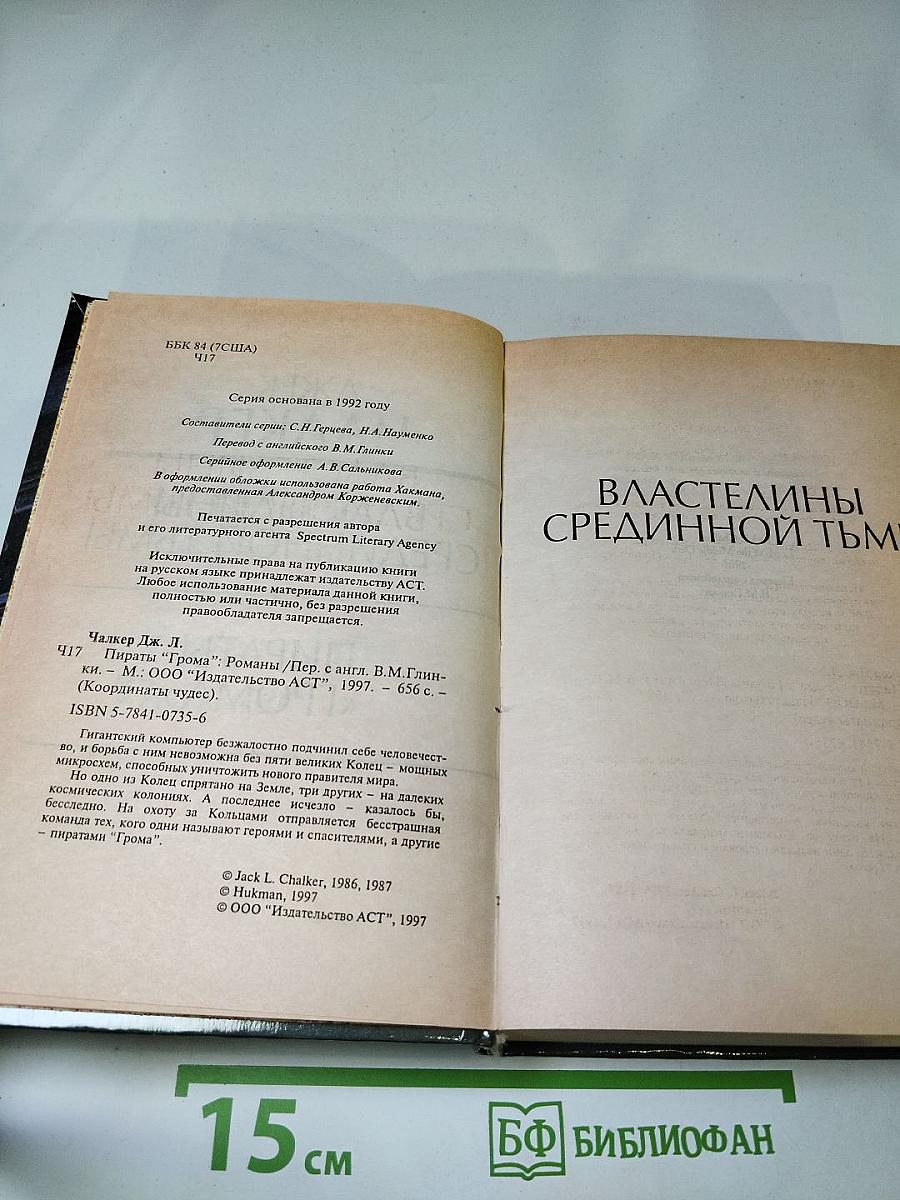 ББК 84 (7США)
Ч17
Серия основана в 1992 году
Составители серии: С.Н.Герцева, Н.А.Науменко
Перевод с английского В.М.Глинки
Серийное оформление А.В.Сальникова
В оформлении обложки использована работа Хакмана,
предоставленная Александром Корженевским.
Печатается с разрешения автора
и его литературного агента Spectrum Literary Agency
Исключительные права на публикацию книги
на русском языке принадлежат издательству АСТ.
Любое использование материала данной книги,
полностью или частично, без разрешения
правообладателя запрещается.
Чалкер Дж. Л.
Ч17 Пираты "Грома": Романы /Пер. с англ. В.М.Глин-
ки. – М.: ООО "Издательство АСТ", 1997. – 656 с. –
(Координаты чудес).
ISBN 5-7841-0735-6
Гигантский компьютер безжалостно подчинил себе человечест-
во, и борьба с ним невозможна без пяти великих Колец – мощных
микросхем, способных уничтожить нового правителя мира.
Но одно из Колец спрятано на Земле, три других – на далеких
космических колониях. А последнее исчезло – казалось бы,
бесследно. На охоту за Кольцами отправляется бесстрашная
команда тех, кого одни называют героями и спасителями, а другие
– пиратами "Грома".
© Jack L. Chalker, 1986, 1987
© Hukman, 1997
© ООО "Издательство АСТ", 1997
ВЛАСТЕЛИНЫ
СРЕДИННОЙ ТЬМ
15 см
БФ БИБЛИОФАН